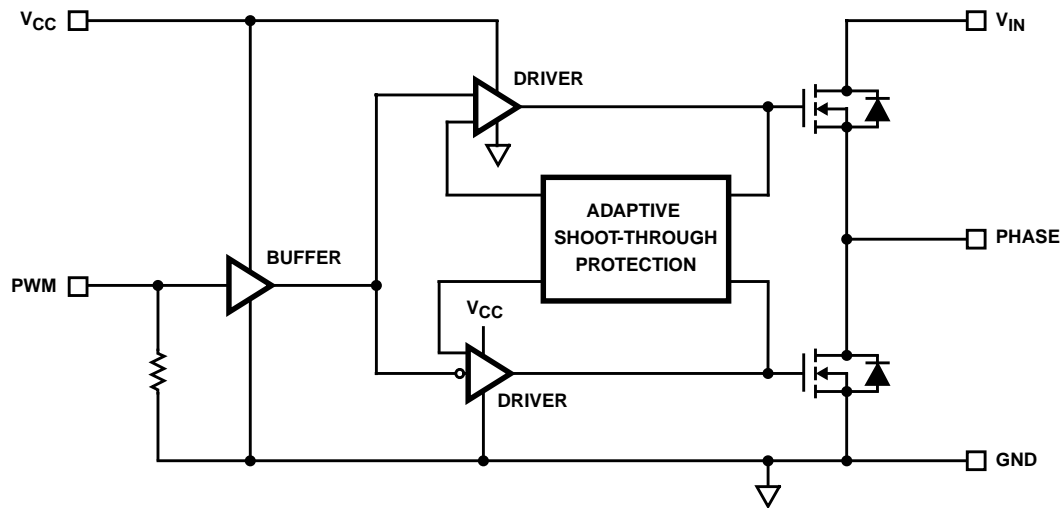 VCC
VIN
DRIVER
ADAPTIVE
SHOOT-THROUGH
PROTECTION
PHASE
BUFFER
PWM
VCC
DRIVER
GND